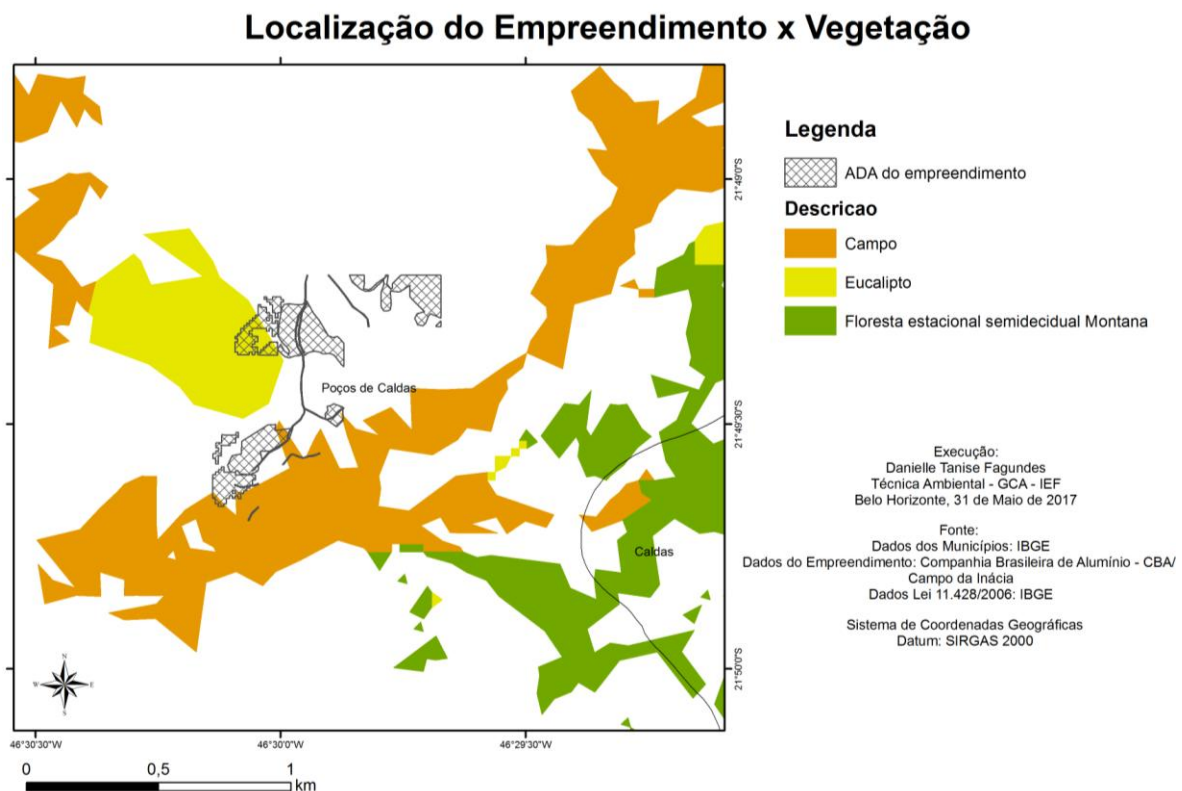 Localização do Empreendimento x Vegetação
Legenda
ADA do empreendimento
Descricao
Campo
Eucalipto
Floresta estacional semidecidual Montana
21°49'0"S
Poços de Caldas
21°49'30"S
Caldas
21°50'0"S
N
W
E
S
46°30'30"W
46°30'0"W
46°29'30"W
0
0,5
1
km
Execução:
Danielle Tanise Fagundes
Técnica Ambiental - GCA - IEF
Belo Horizonte, 31 de Maio de 2017
Fonte:
Dados dos Municípios: IBGE
Dados do Empreendimento: Companhia Brasileira de Alumínio - CBA/
Campo da Inácia
Dados Lei 11.428/2006: IBGE
Sistema de Coordenadas Geográficas
Datum: SIRGAS 2000